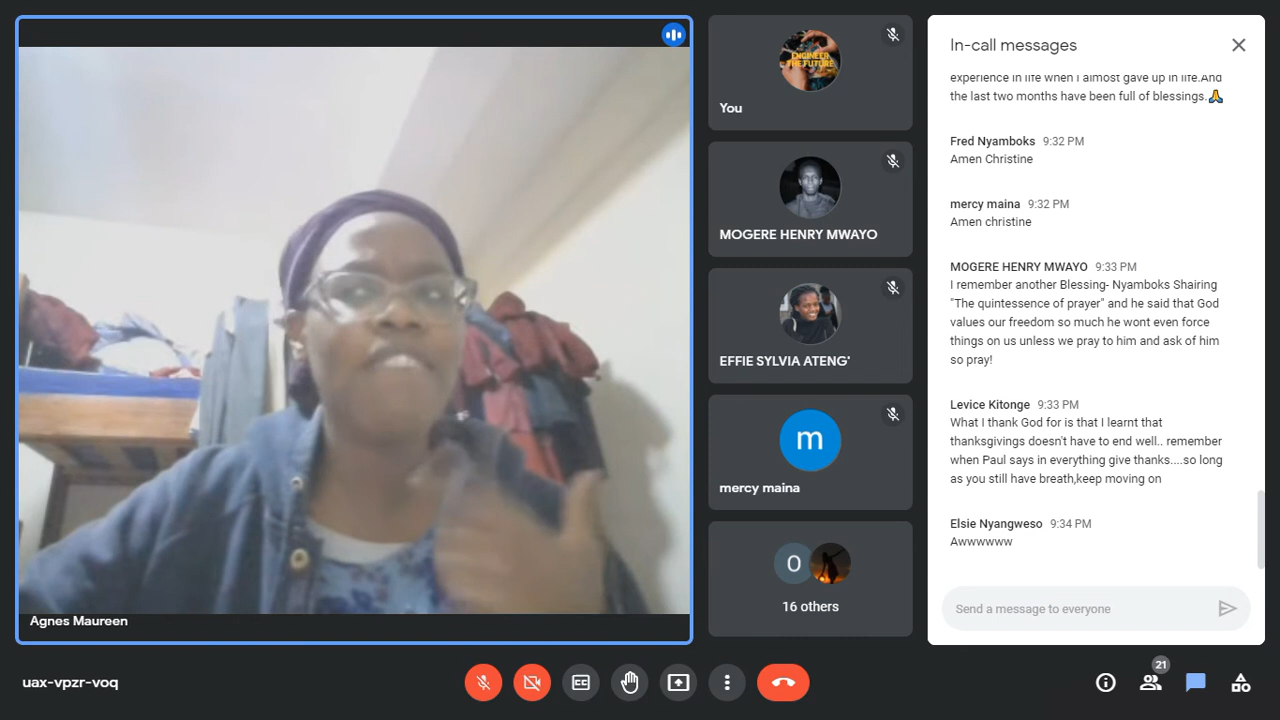 ENGINEER
THE FUTURE
You
MOGERE HENRY MWAYO
EFFIE SYLVIA ATENG'
m
mercy maina
O
16 others
Agnes Maureen
uax-vpzr-voq
In-call messages
experience in life when I almost gave up in life.And
the last two months have been full of blessings.🙏
Fred Nyamboks 9:32 PM
Amen Christine
mercy maina 9:32 PM
Amen christine
MOGERE HENRY MWAYO 9:33 PM
I remember another Blessing- Nyamboks Shairing
"The quintessence of prayer" and he said that God
values our freedom so much he wont even force
things on us unless we pray to him and ask of him
so pray!
Levice Kitonge 9:33 PM
What I thank God for is that I learnt that
thanksgivings doesn't have to end well.. remember
when Paul says in everything give thanks....so long
as you still have breath,keep moving on
Elsie Nyangweso 9:34 PM
Awwwwww
Send a message to everyone
CC
21